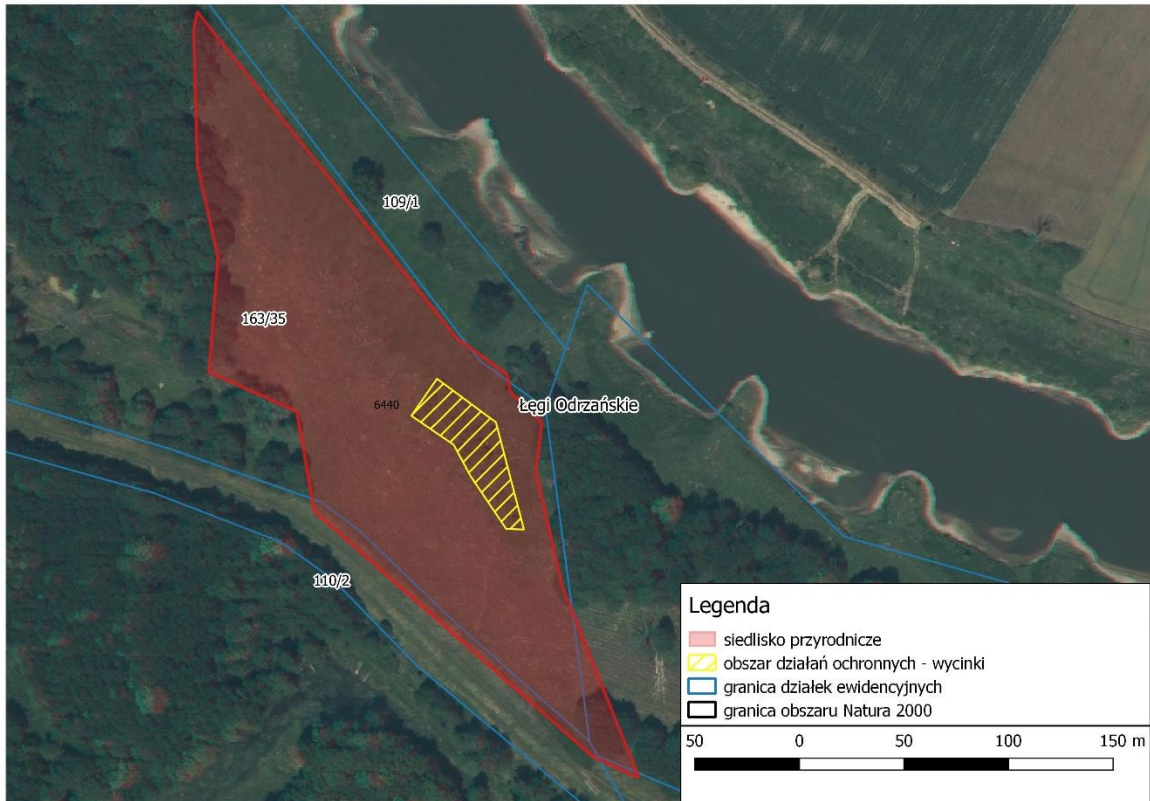 109/1
163/35
6440
Łęgi Odrzańskie
110/2
Legenda
siedlisko przyrodnicze
obszar działań ochronnych - wycinki
granica działek ewidencyjnych
granica obszaru Natura 2000
50 0 50 100 150 m